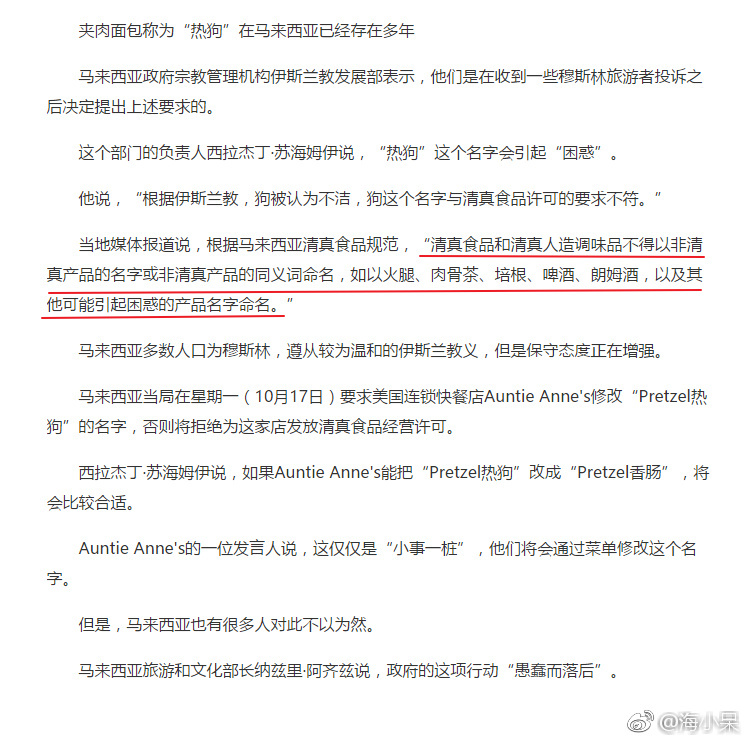 夹肉面包称为“热狗”在马来西亚已经存在多年
马来西亚政府宗教管理机构伊斯兰教发展部表示，他们是在收到一些穆斯林旅游者投诉之
后决定提出上述要求的。
这个部门的负责人西拉杰丁·苏海姆伊说，“热狗”这个名字会引起“困惑”。
他说，“根据伊斯兰教，狗被认为不洁，狗这个名字与清真食品许可的要求不符。”
当地媒体报道说，根据马来西亚清真食品规范，“清真食品和清真人造调味品不得以非清
真产品的名字或非清真产品的同义词命名，如以火腿、肉骨茶、培根、啤酒、朗姆酒，以及其
他可能引起困惑的产品名字命名。”
马来西亚多数人口为穆斯林，遵从较为温和的伊斯兰教义，但是保守态度正在增强。
马来西亚当局在星期一（10月17日）要求美国连锁快餐店Auntie Anne's修改“Pretzel热
狗”的名字，否则将拒绝为这家店发放清真食品经营许可。
西拉杰丁·苏海姆伊说，如果Auntie Anne's能把“Pretzel热狗”改成“Pretzel香肠”，将
会比较合适。
Auntie Anne's的一位发言人说，这仅仅是“小事一桩”，他们将会通过菜单修改这个名
字。
但是，马来西亚也有很多人对此不以为然。
马来西亚旅游和文化部长纳兹里·阿齐兹说，政府的这项行动“愚蠢而落后”。
@海小杲